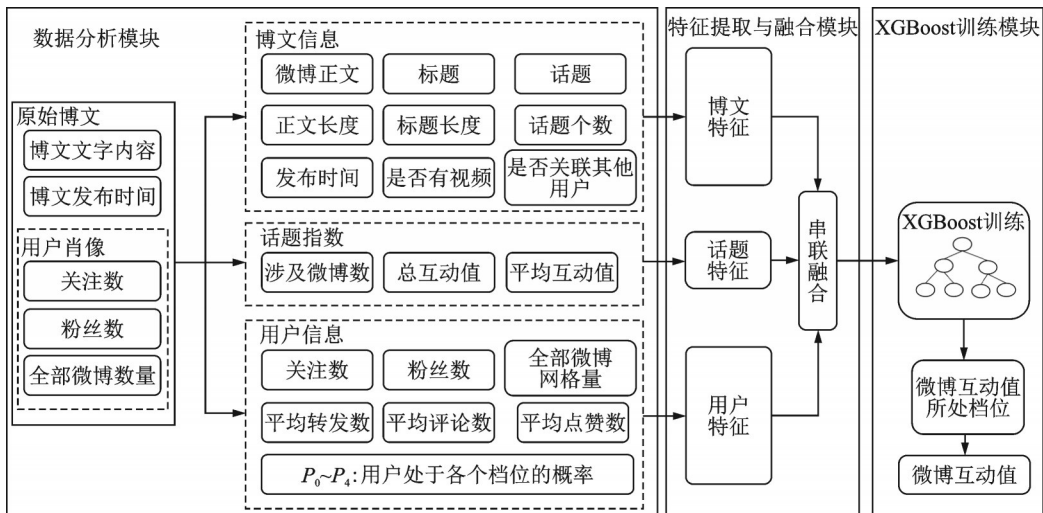 数据分析模块
原始博文
博文文字内容
博文发布时间
用户肖像
关注数
粉丝数
全部微博数量
博文信息
微博正文
标题
话题
正文长度
标题长度
话题个数
发布时间
是否有视频
是否关联其他
用户
话题指数
涉及微博数
总互动值
平均互动值
用户信息
关注数
粉丝数
全部微博
网格量
平均转发数
平均评论数
平均点赞数
P₀~P₄:用户处于各个档位的概率
特征提取与融合模块
博文
特征
话题
特征
用户
特征
串
联
融
合
XGBoost训练模块
XGBoost训练
微博互动值
所处档位
微博互动值